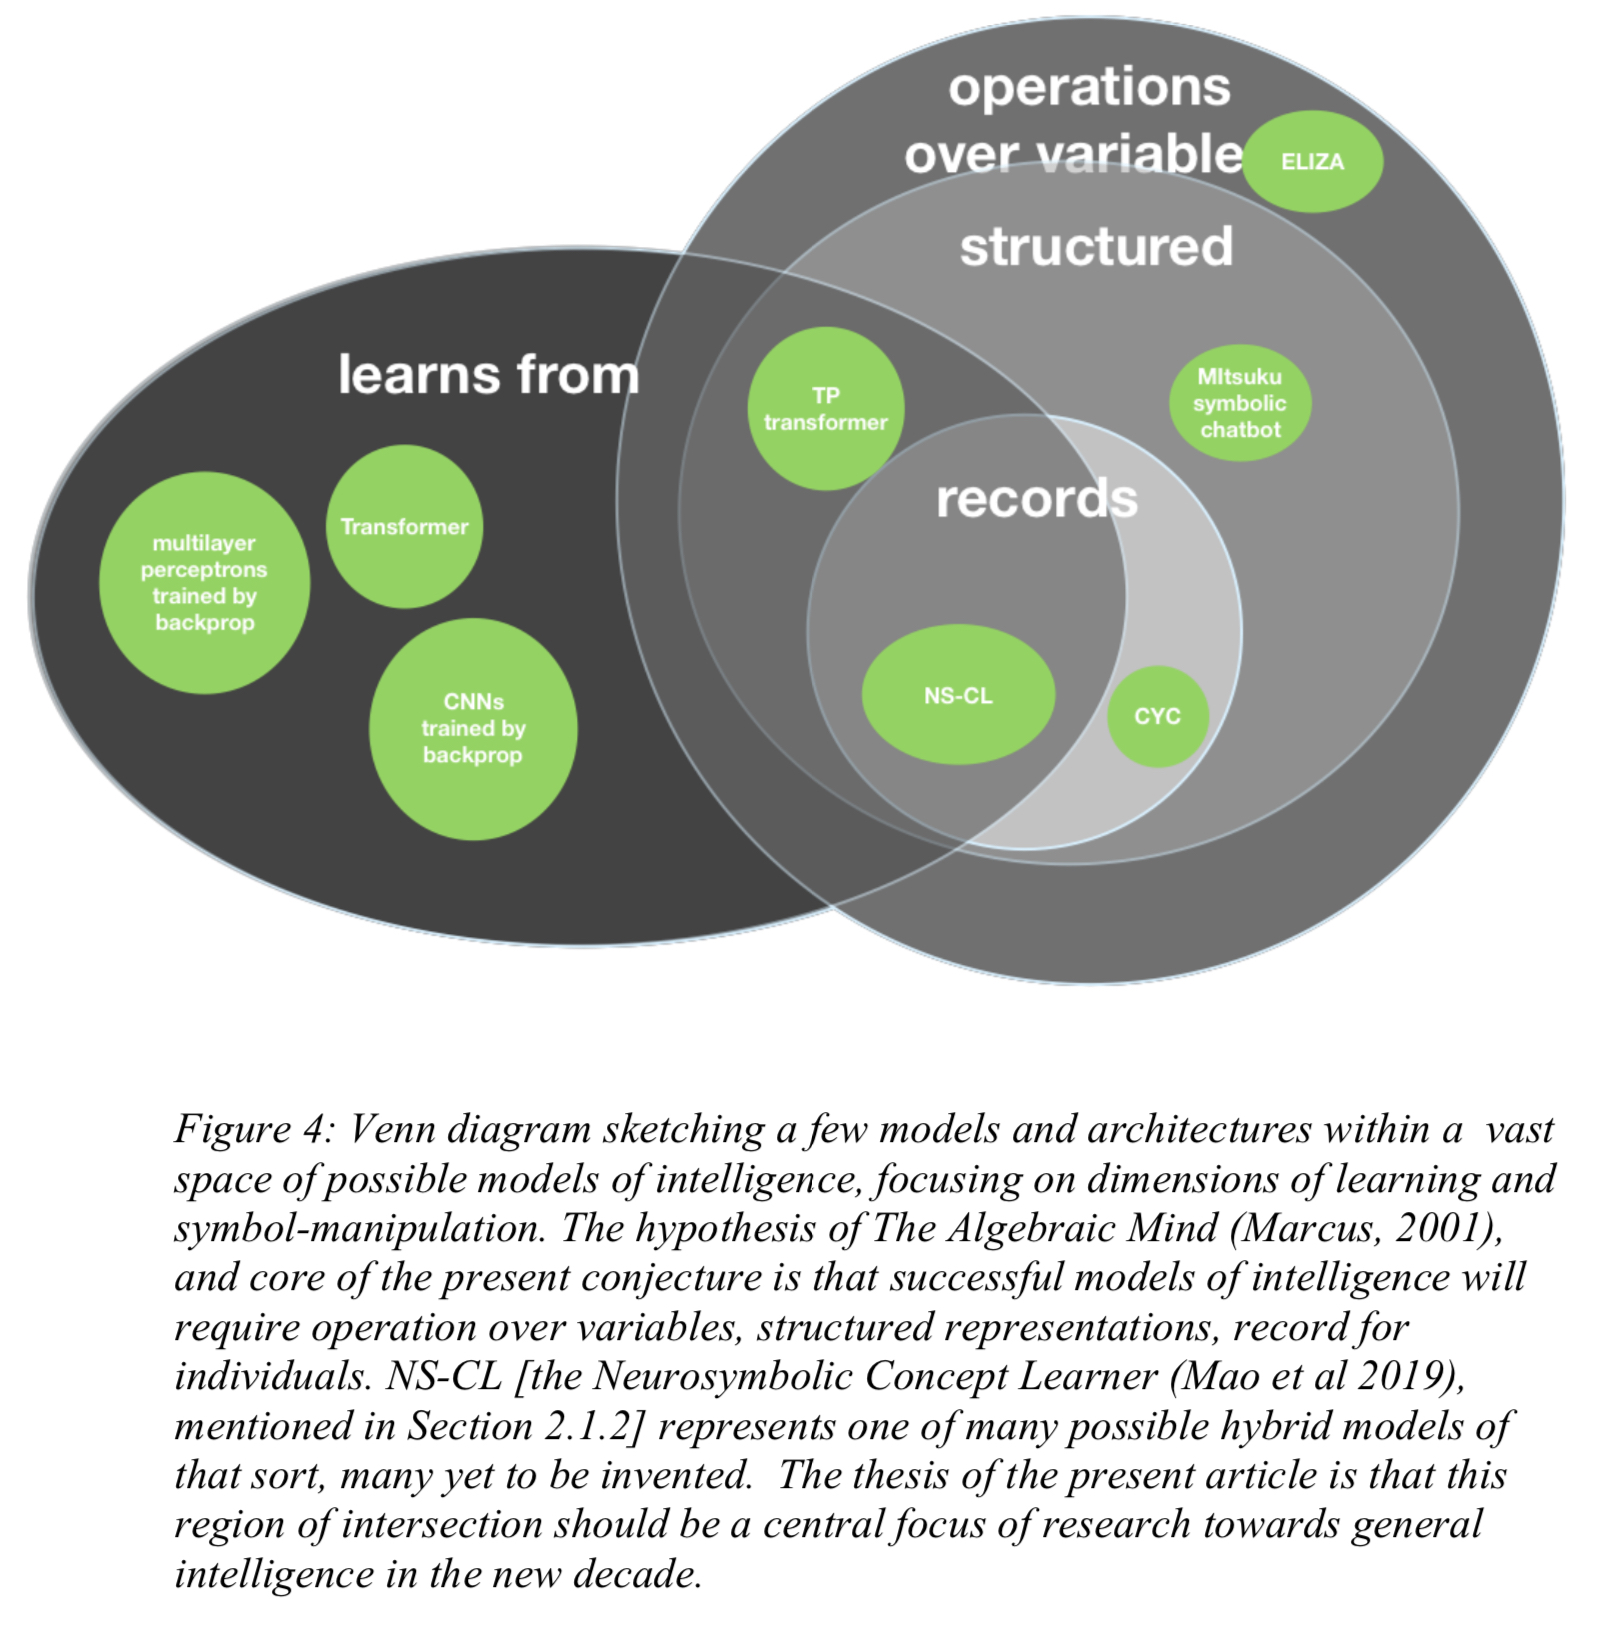 operations
over variable
ELIZA
structured
learns from
TP
transformer
MItsuku
symbolic
chatbot
records
Transformer
multilayer
perceptrons
trained by
backprop
CNNs
trained by
backprop
NS-CL
CYC
Figure 4: Venn diagram sketching a few models and architectures within a vast
space of possible models of intelligence, focusing on dimensions of learning and
symbol-manipulation. The hypothesis of The Algebraic Mind (Marcus, 2001),
and core of the present conjecture is that successful models of intelligence will
require operation over variables, structured representations, record for
individuals. NS-CL [the Neurosymbolic Concept Learner (Mao et al 2019),
mentioned in Section 2.1.2] represents one of many possible hybrid models of
that sort, many yet to be invented. The thesis of the present article is that this
region of intersection should be a central focus of research towards general
intelligence in the new decade.